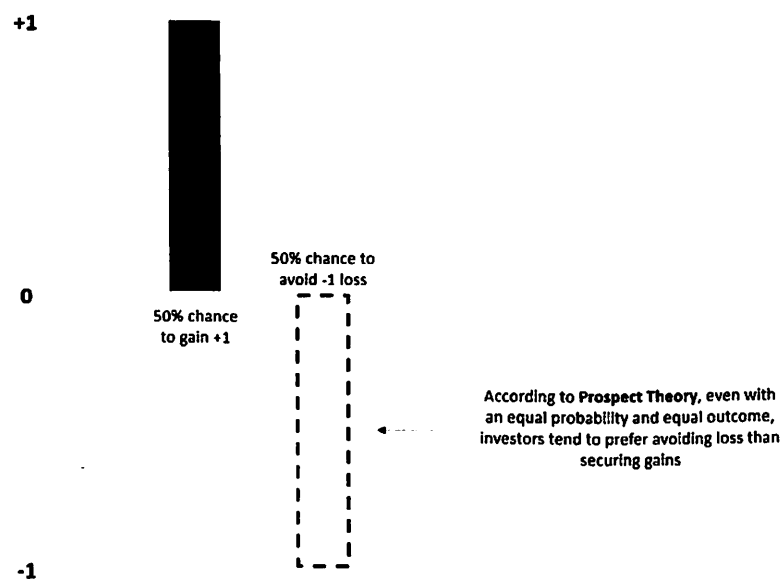 +1
50% chance to
avoid -1 loss
0
50% chance
to gain +1
According to Prospect Theory, even with
an equal probability and equal outcome,
investors tend to prefer avoiding loss than
securing gains
-1